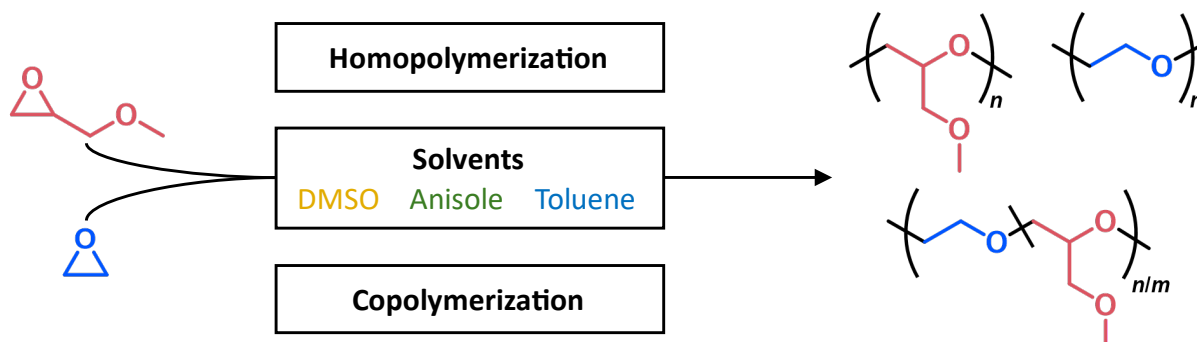 Homopolymerization
Solvents
DMSO Anisole Toluene
Copolymerization
O
O
O
O
n
O
O
O
n/m
O
O